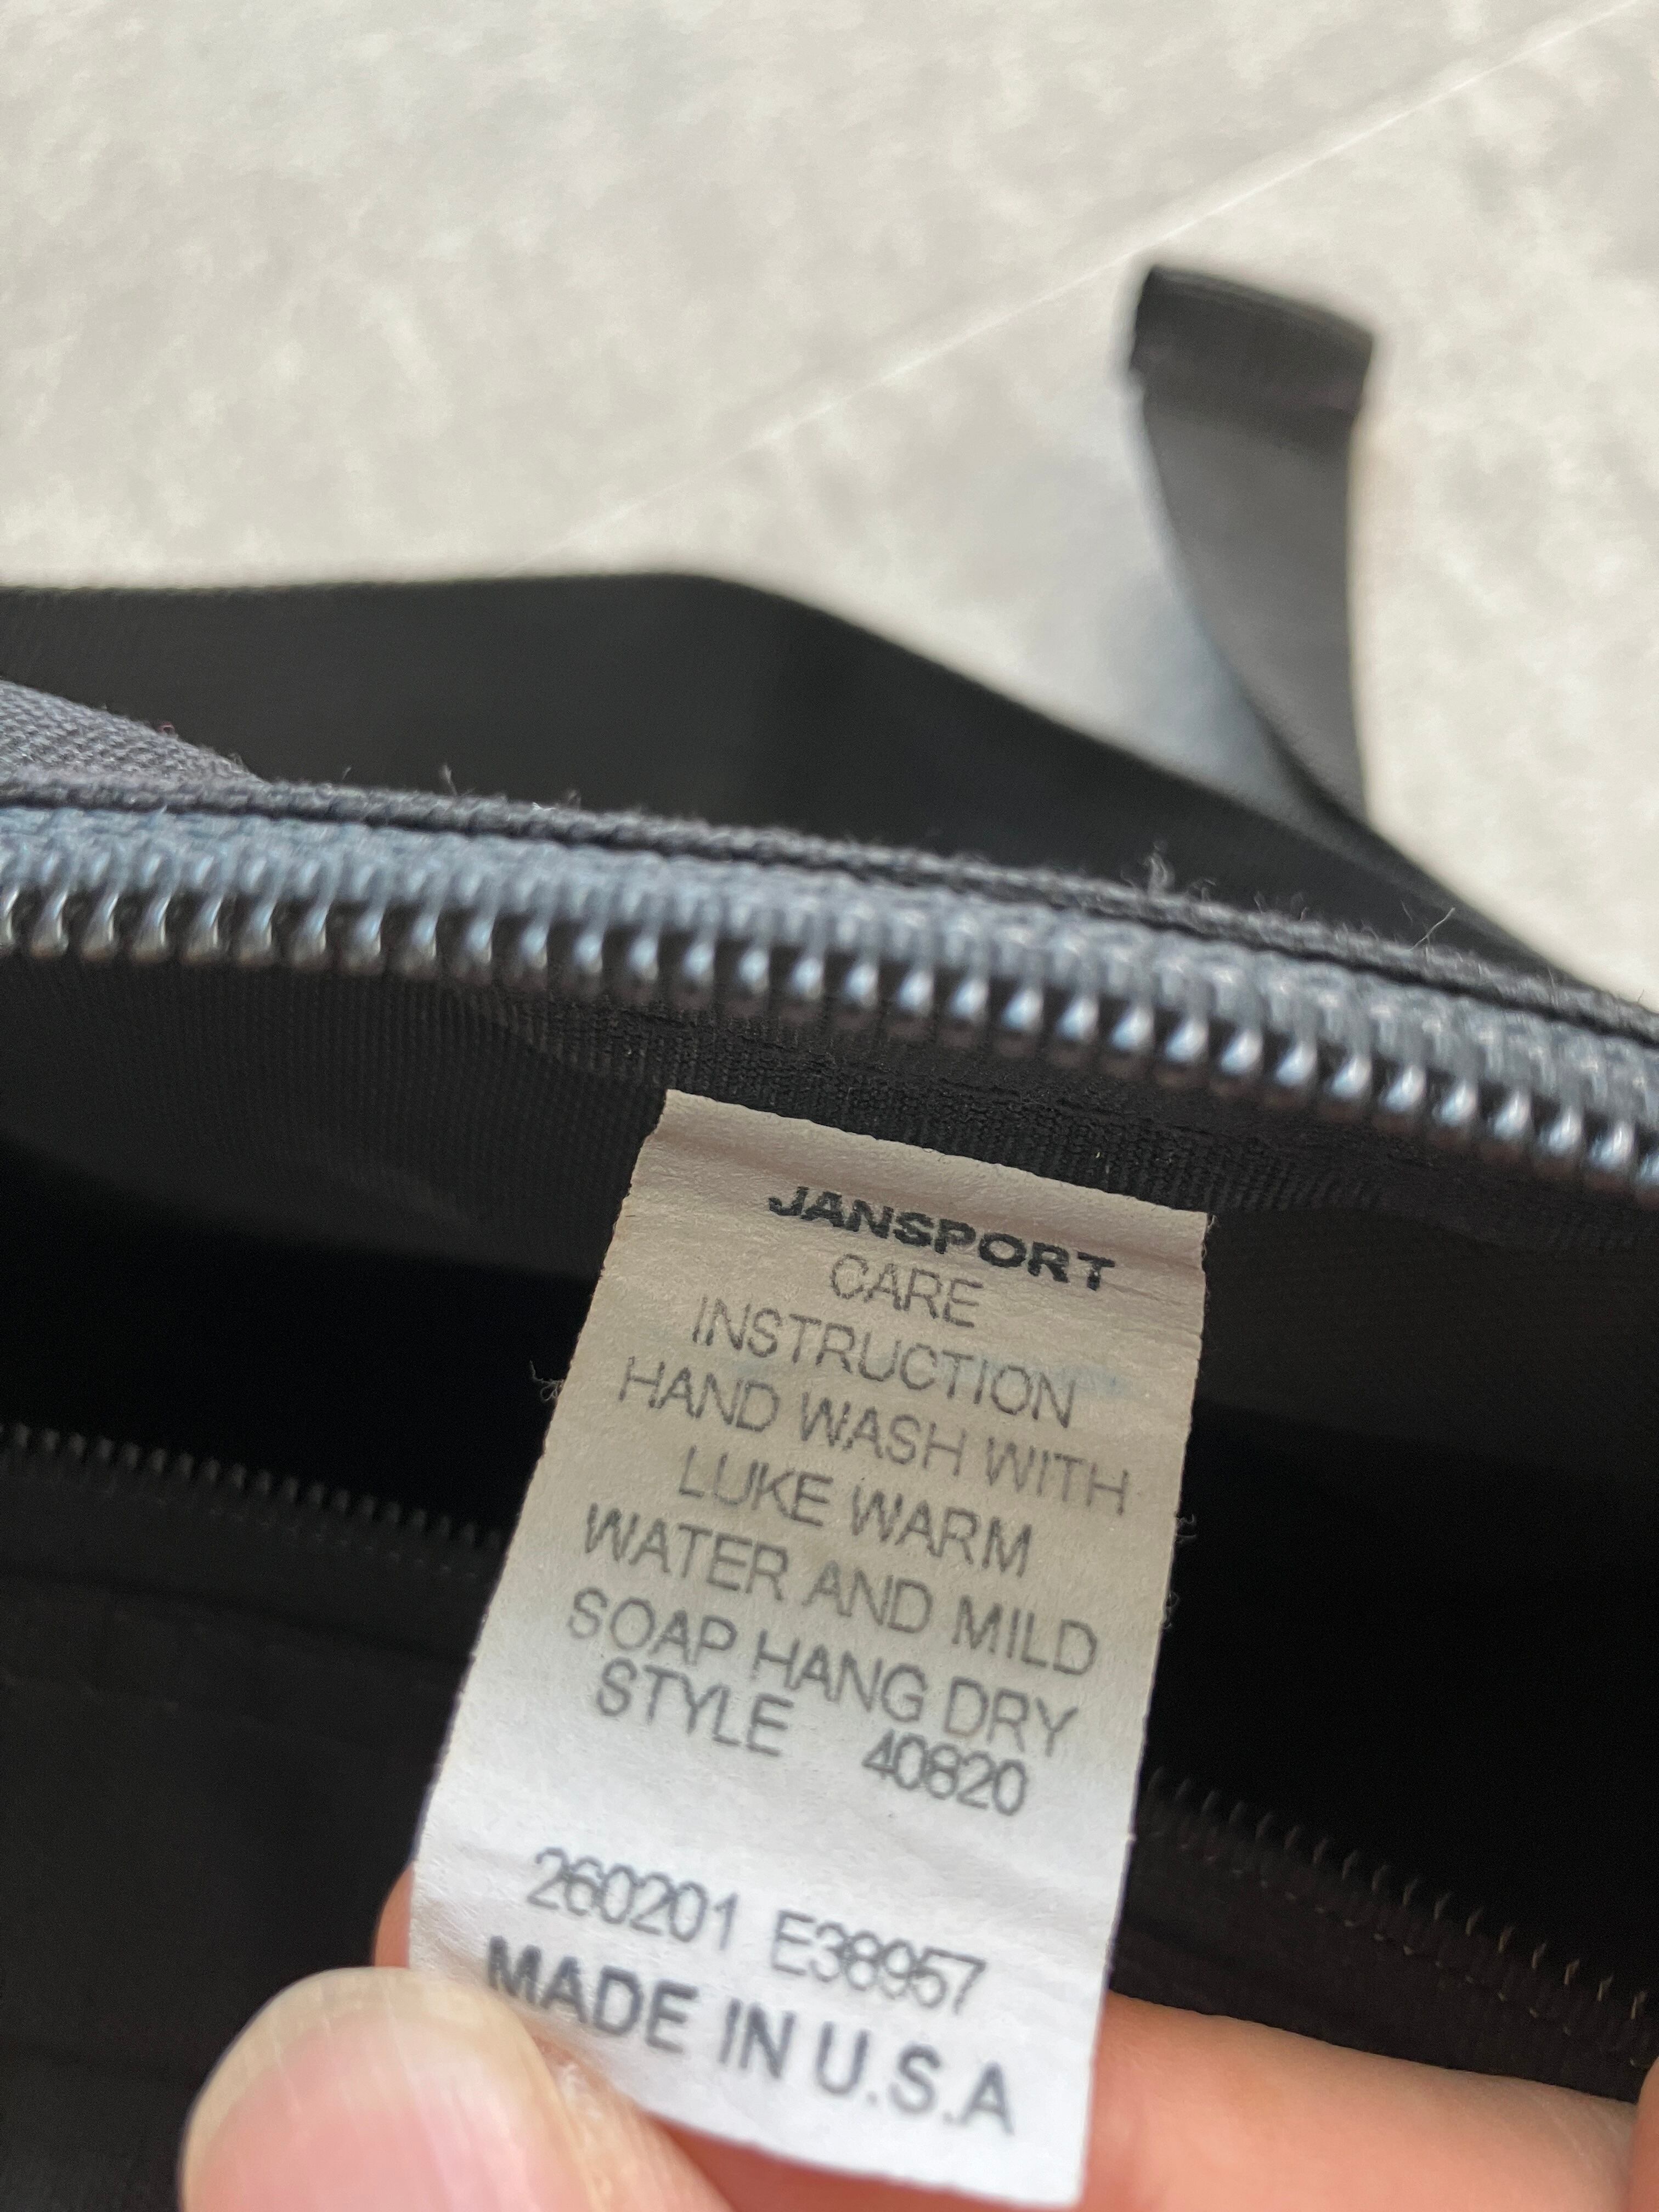 JANSPORT
CARE
INSTRUCTION
HAND WASH WITH
LUKE WARM
WATER AND MILD
SOAP HANG DRY
STYLE 40820
260201 E38957
MADE IN U.S.A